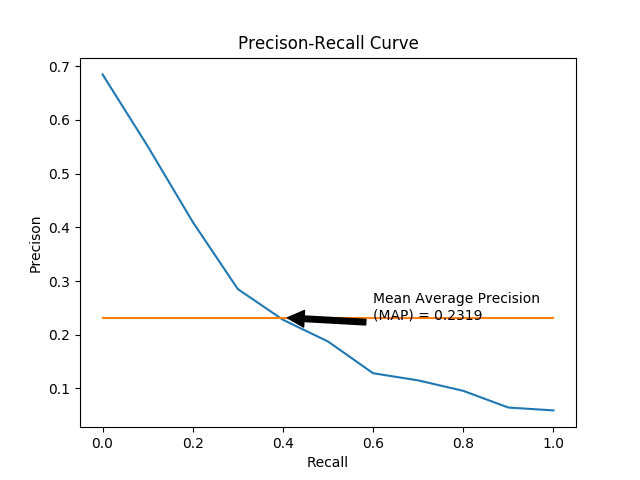 Precison-Recall Curve
0.7
0.6
0.5
0.4
0.3
0.2
0.1
Precison
Mean Average Precision
(MAP) = 0.2319
0.0 0.2 0.4 0.6 0.8 1.0
Recall